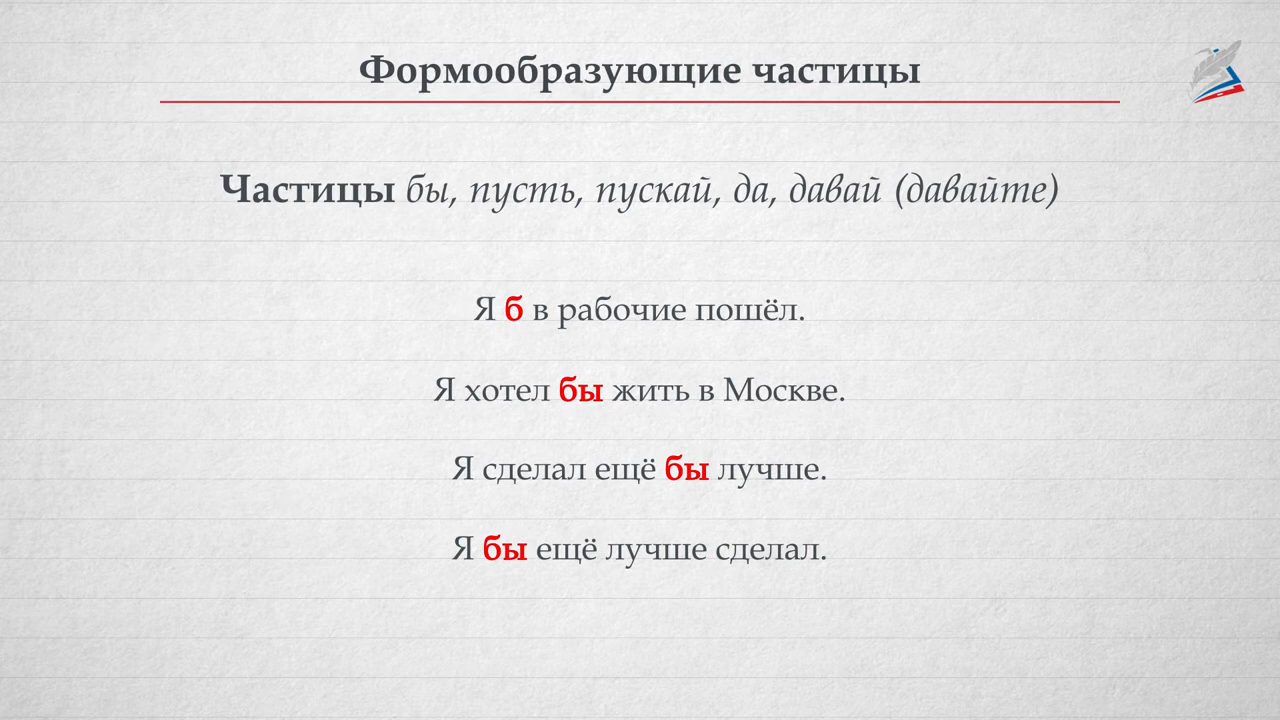 Формообразующие частицы
Частицы бы, пусть, пускай, да, давай (давайте)
Я б в рабочие пошёл.
Я хотел бы жить в Москве.
Я сделал ещё бы лучше.
Я бы ещё лучше сделал.